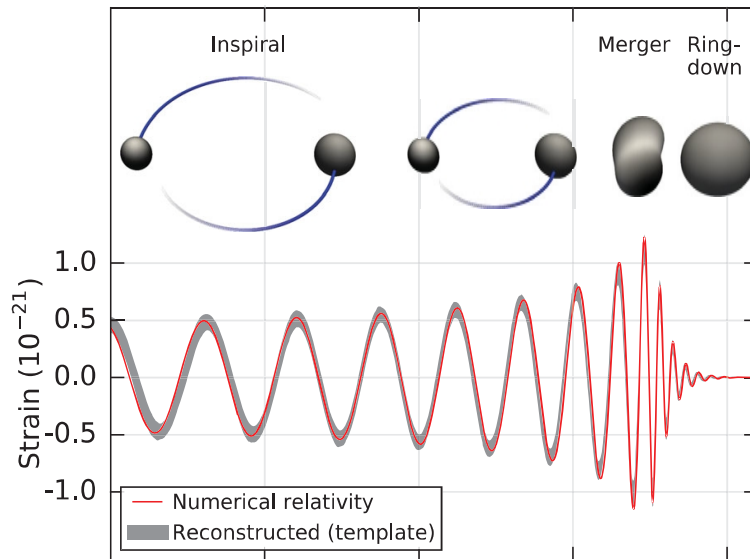 Inspiral
Merger
Ring-
down
Strain (10⁻²¹)
1.0
0.5
0.0
-0.5
-1.0
Numerical relativity
Reconstructed (template)